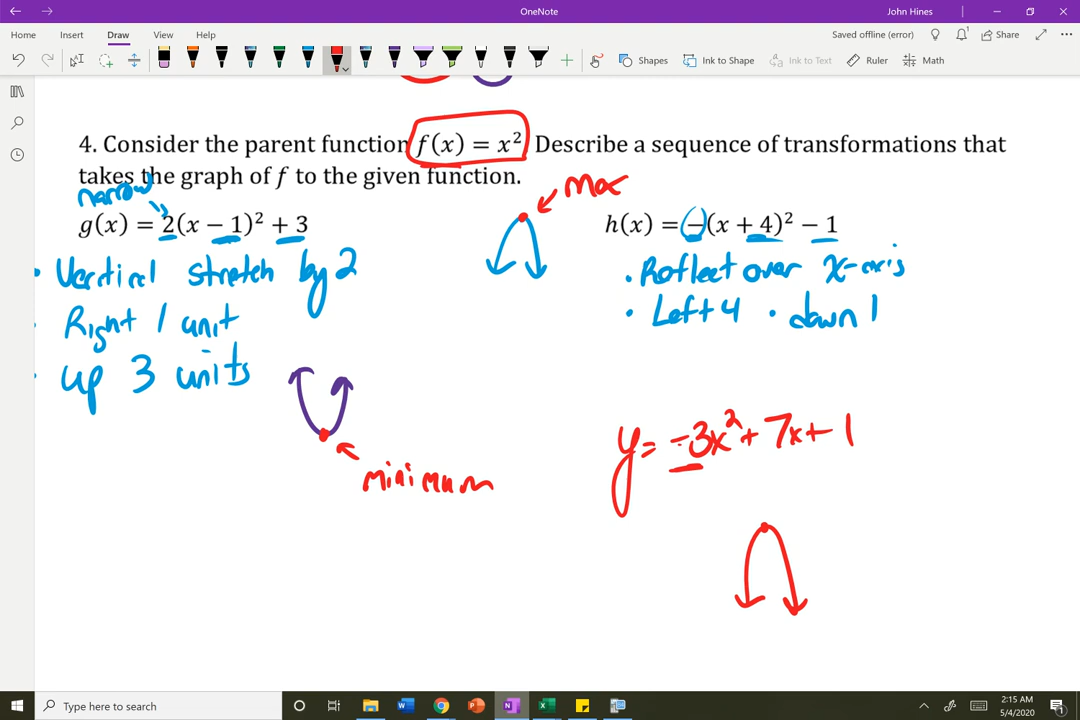 OneNote
John Hines
Home Insert Draw View Help
Saved offline (error)
Share
Shapes
Ink to Shape
Ink to Text
Ruler
Math
4. Consider the parent function f(x) = x² Describe a sequence of transformations that
takes the graph of f to the given function.
narrow
Max
g(x) = 2(x − 1)² + 3
h(x) = (−)(x + 4)² − 1
• Vertical stretch by 2
• Right 1 unit
• up 3 units
• Reflect over x-axis
• Left 4 • down 1
minimum
y = -3x² + 7x + 1
Type here to search
2:15 AM
5/4/2020
1